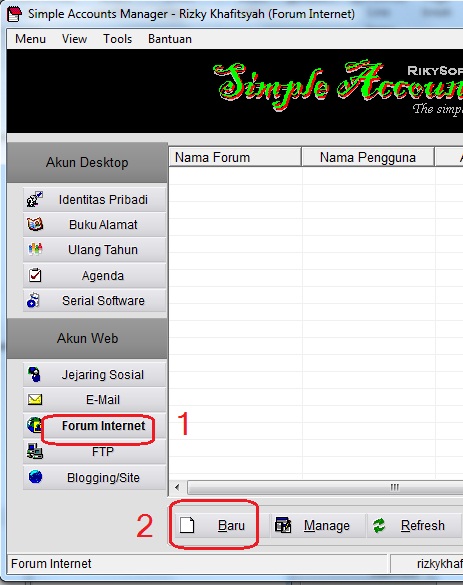 Simple Accounts Manager - Rizky Khafitsyah (Forum Internet)
Menu View Tools Bantuan
Simple Accoun
RIKYSOF
The simp
Akun Desktop
Nama Forum Nama Pengguna A
Identitas Pribadi
Buku Alamat
Ulang Tahun
Agenda
Serial Software
Akun Web
Jejaring Sosial
E-Mail
Forum Internet 1
FTP
Blogging/Site
2 Baru Manage Refresh
Forum Internet rizkykhaf